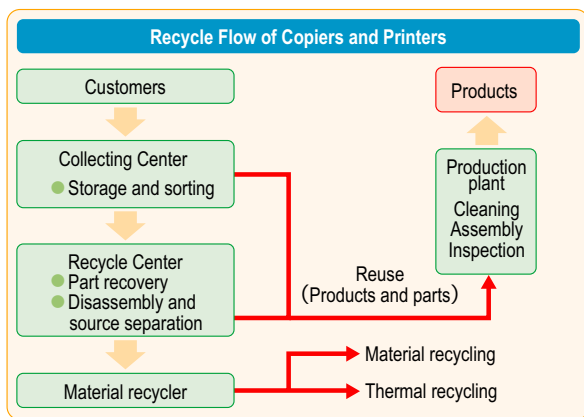 Recycle Flow of Copiers and Printers
Customers
Collecting Center
Storage and sorting
Recycle Center
Part recovery
Disassembly and
source separation
Material recycler
Products
Production
plant
Cleaning
Assembly
Inspection
Reuse
(Products and parts)
Material recycling
Thermal recycling